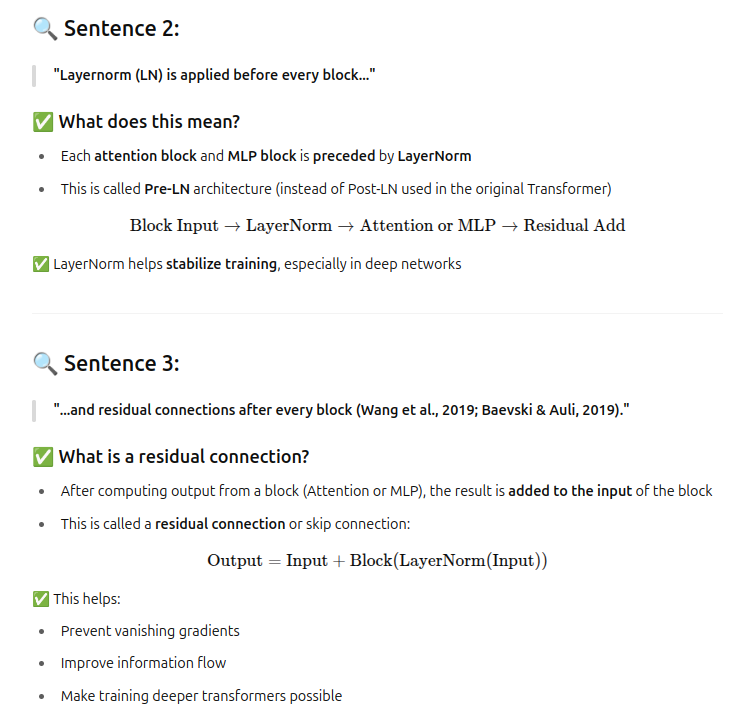 🔍 Sentence 2:
"Layernorm (LN) is applied before every block..."
✅ What does this mean?
• Each attention block and MLP block is preceded by LayerNorm
• This is called Pre-LN architecture (instead of Post-LN used in the original Transformer)
Block Input → LayerNorm → Attention or MLP → Residual Add
✅ LayerNorm helps stabilize training, especially in deep networks
🔍 Sentence 3:
"...and residual connections after every block (Wang et al., 2019; Baevski & Auli, 2019)."
✅ What is a residual connection?
• After computing output from a block (Attention or MLP), the result is added to the input of the block
• This is called a residual connection or skip connection:
Output = Input + Block(LayerNorm(Input))
✅ This helps:
• Prevent vanishing gradients
• Improve information flow
• Make training deeper transformers possible